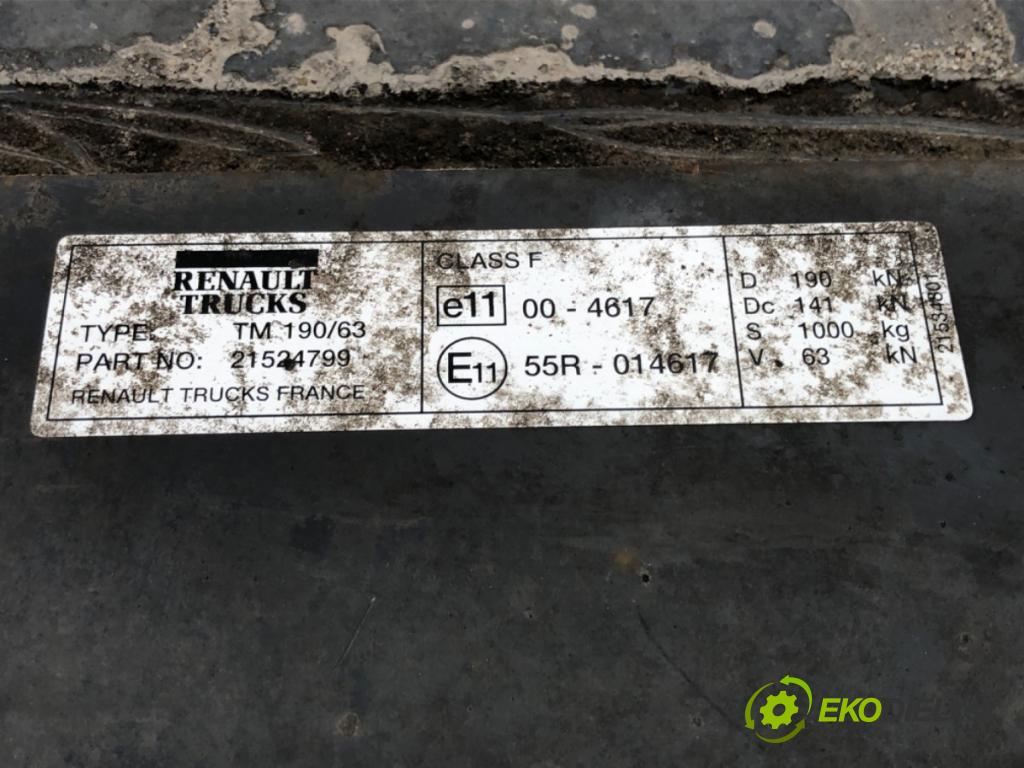 RENAULT
TRUCKS
TYPE: TM 190/63
PART NO: 21524799
RENAULT TRUCKS FRANCE
CLASS F
e11 00 - 4617
E11 55R - 014617
D 190 kN
Dc 141 kN
S 1000 kg
V 63 kN
EKO